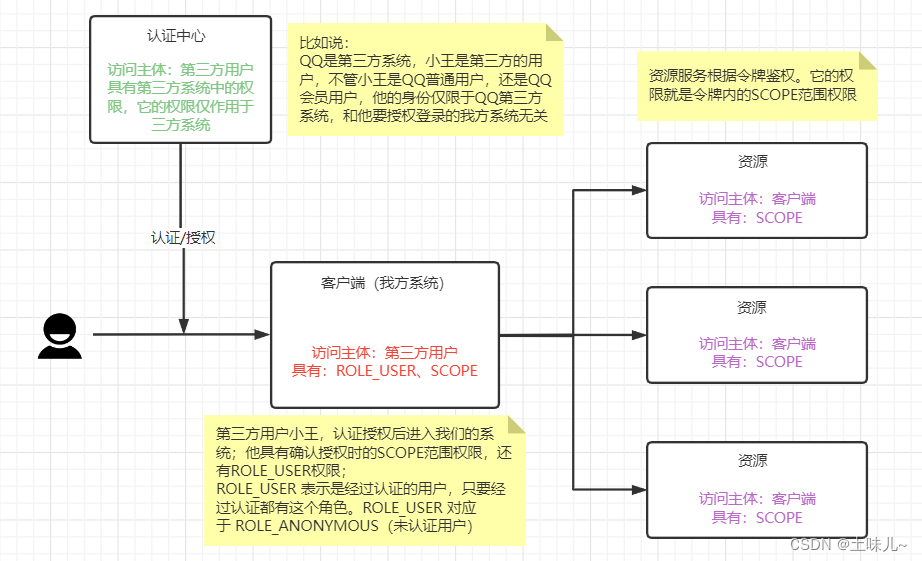 认证中心
访问主体：第三方用户
具有第三方系统中的权
限，它的权限仅作用于
三方系统
比如说：
QQ是第三方系统，小王是第三方的用
户，不管小王是QQ普通用户，还是QQ
会员用户，他的身份仅限于QQ第三方
系统，和他要授权登录的我方系统无关
资源服务根据令牌鉴权。它的权
限就是令牌内的SCOPE范围权限
认证/授权
客户端（我方系统）
访问主体：第三方用户
具有：ROLE_USER、SCOPE
第三方用户小王，认证授权后进入我们的系
统；他具有确认授权时的SCOPE范围权限，还
有ROLE_USER权限；
ROLE_USER 表示是经过认证的用户，只要经
过认证都有这个角色。ROLE_USER 对应
于 ROLE_ANONYMOUS（未认证用户）
资源
访问主体：客户端
具有：SCOPE
资源
访问主体：客户端
具有：SCOPE
资源
访问主体：客户端
具有：SCOPE
CSDN @土味儿~